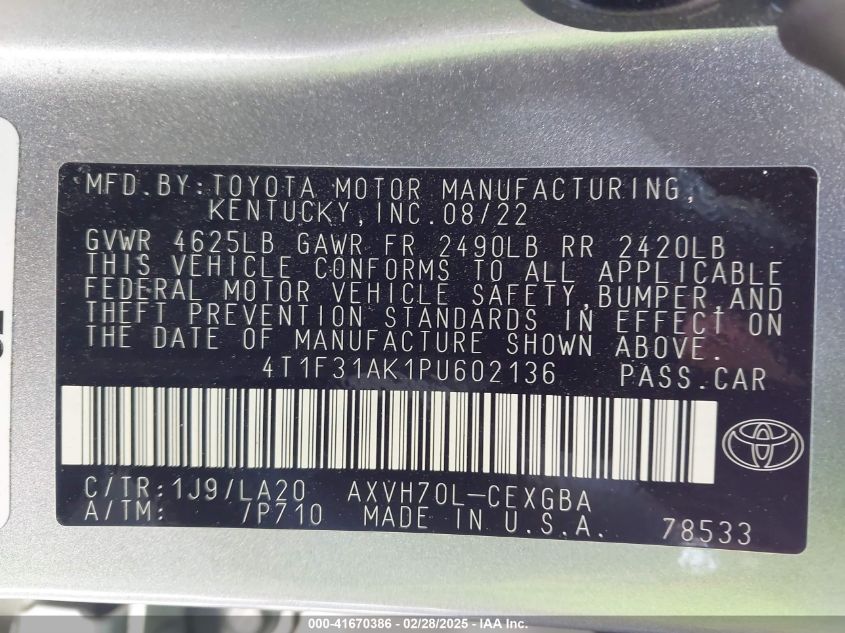 MFD.BY:TOYOTA MOTOR MANUFACTURING,
KENTUCKY,INC.08/22
GVWR 4625LB GAWR FR 2490LB RR 2420LB
THIS VEHICLE CONFORMS TO ALL APPLICABLE
FEDERAL MOTOR VEHICLE SAFETY,BUMPER,AND
THEFT PREVENTION STANDARDS IN EFFECT ON
THE DATE OF MANUFACTURE SHOWN ABOVE.
4T1F31AK1PU602136 PASS.CAR
C/TR:1J9/LA20 AXVH70L-CEXGBA
A/TM: /P710 MADE IN U.S.A. 78533
000-41670386 - 02/28/2025 - IAAI.com